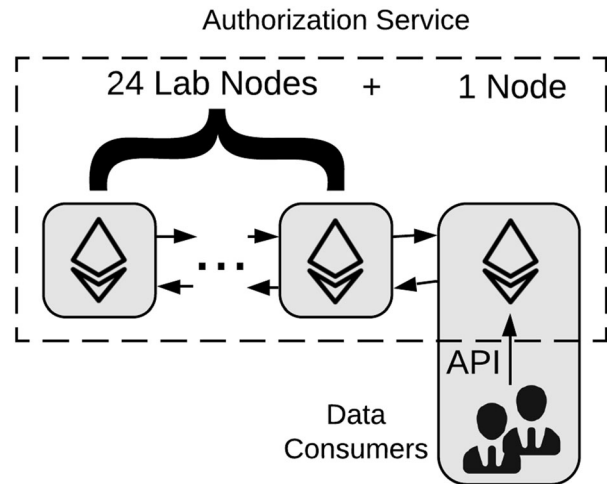 Authorization Service
24 Lab Nodes + 1 Node
...
API
Data
Consumers